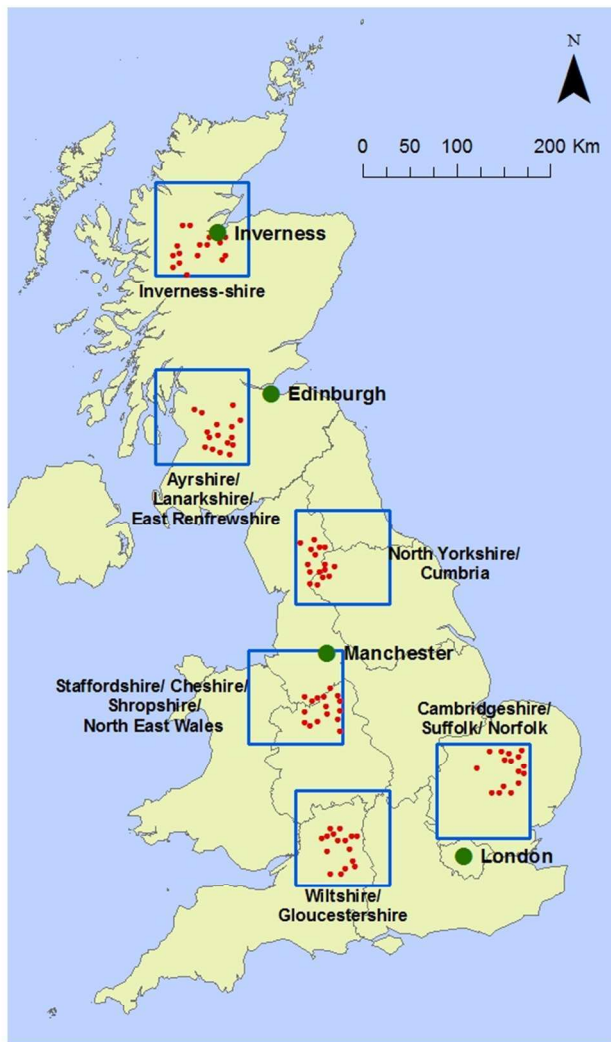 N
0 50 100 200 Km
Inverness
Inverness-shire
Edinburgh
Ayrshire/
Lanarkshire/
East Renfrewshire
North Yorkshire/
Cumbria
Manchester
Staffordshire/ Cheshire/
Shropshire/
North East Wales
Cambridgeshire/
Suffolk/ Norfolk
London
Wiltshire/
Gloucestershire